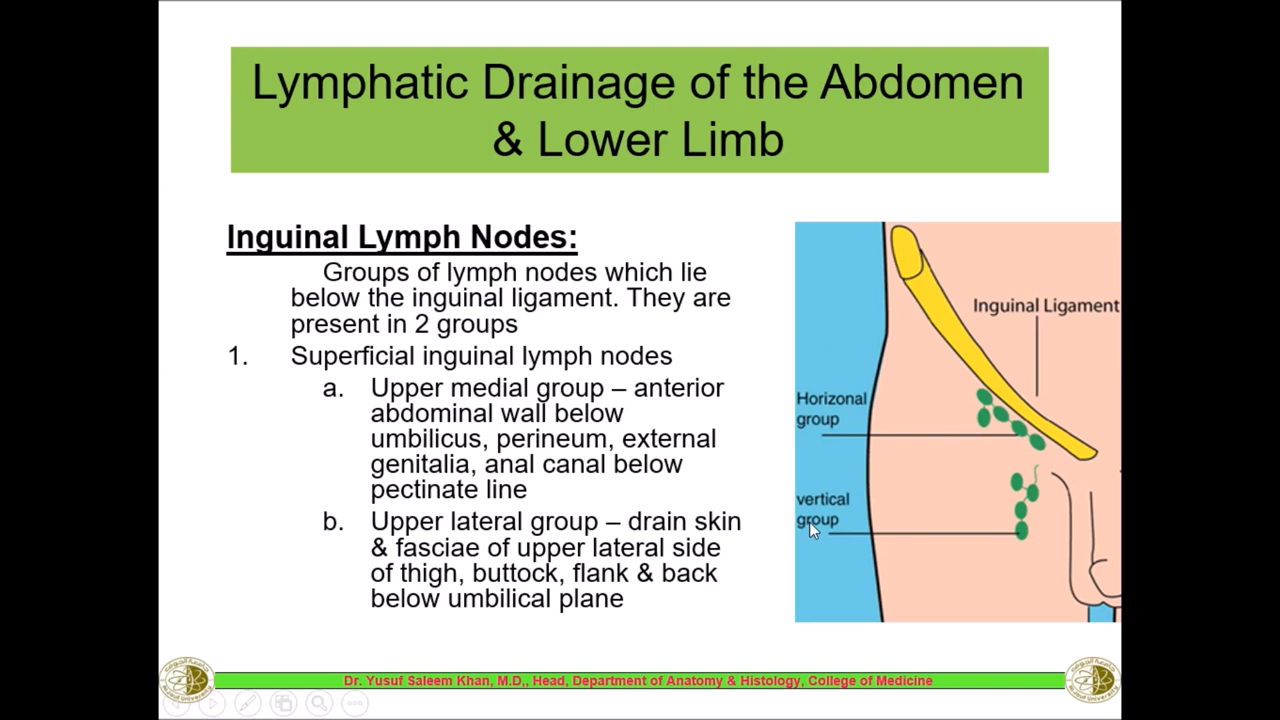 Lymphatic Drainage of the Abdomen
& Lower Limb
Inguinal Lymph Nodes:
Groups of lymph nodes which lie
below the inguinal ligament. They are
present in 2 groups
1. Superficial inguinal lymph nodes
a. Upper medial group – anterior
abdominal wall below
umbilicus, perineum, external
genitalia, anal canal below
pectinate line
b. Upper lateral group – drain skin
& fasciae of upper lateral side
of thigh, buttock, flank & back
below umbilical plane
Inguinal Ligament
Horizonal
group
vertical
group
Dr. Yusuf Saleem Khan, M.D,, Head, Department of Anatomy & Histology, College of Medicine